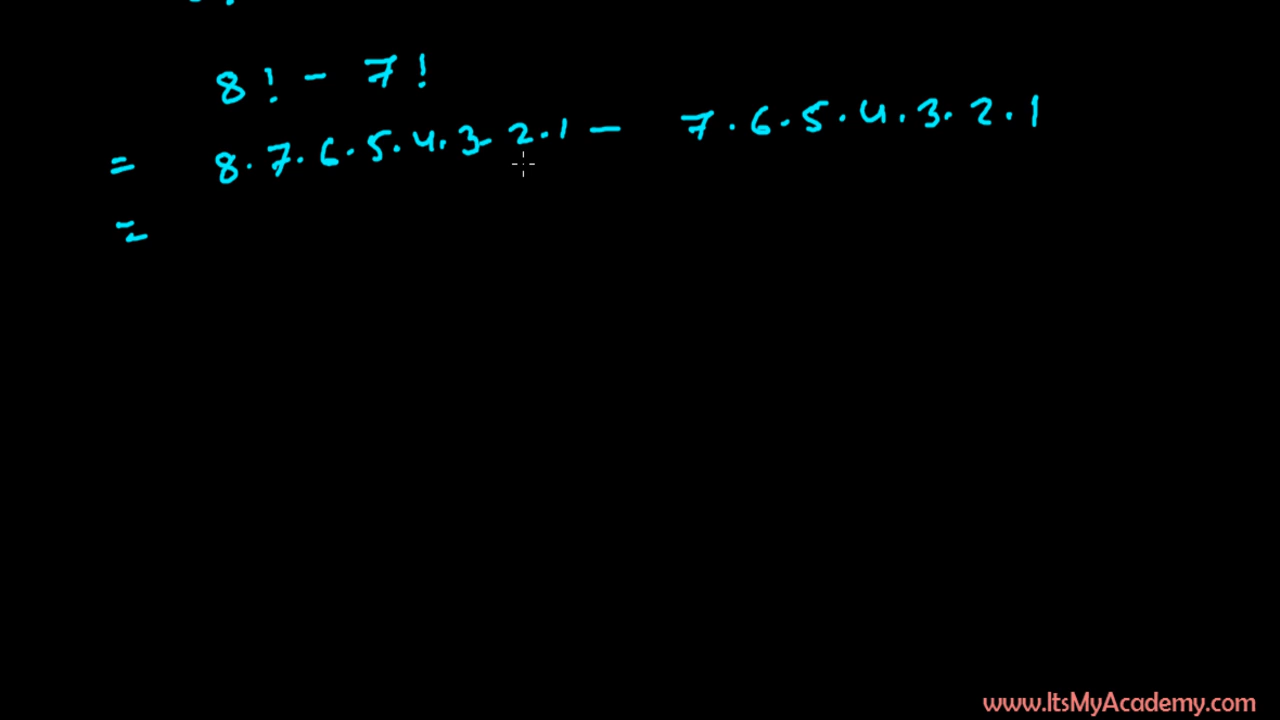 8! - 7!
= 8.7.6.5.4.3.2.1 - 7.6.5.4.3.2.1
=
www.ItsMyAcademy.com